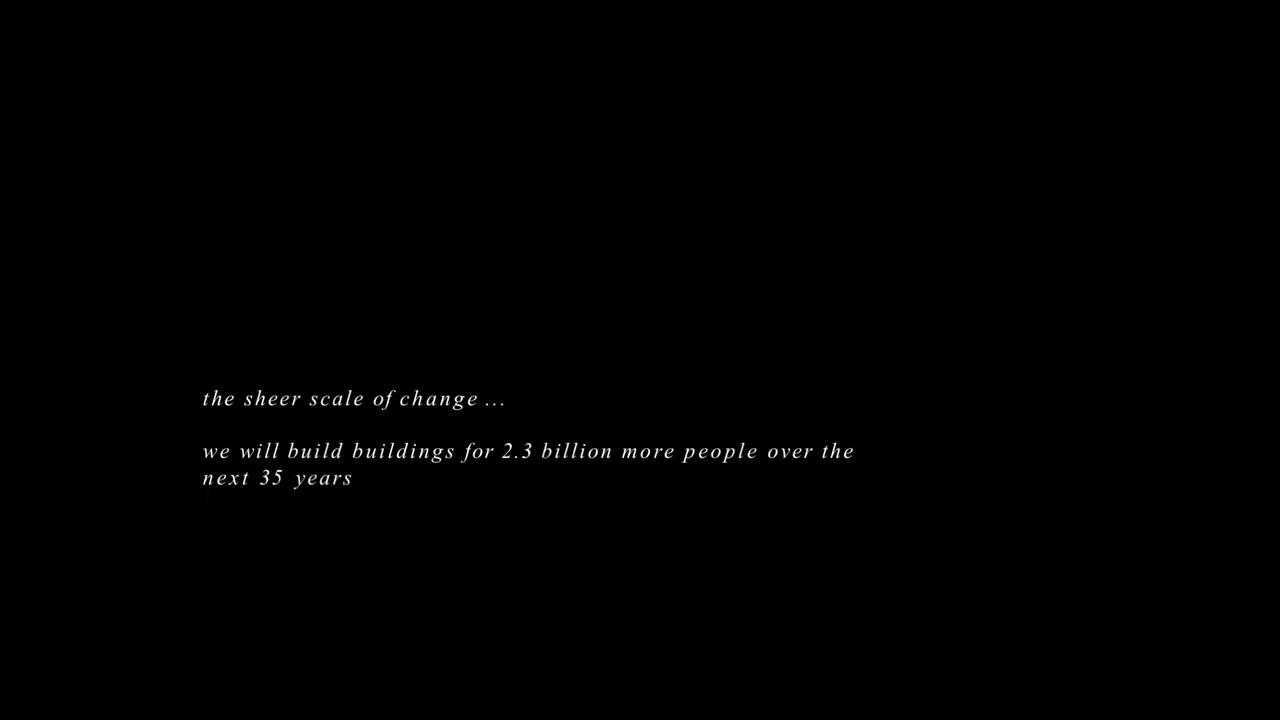 the sheer scale of change ...
we will build buildings for 2.3 billion more people over the
next 35 years